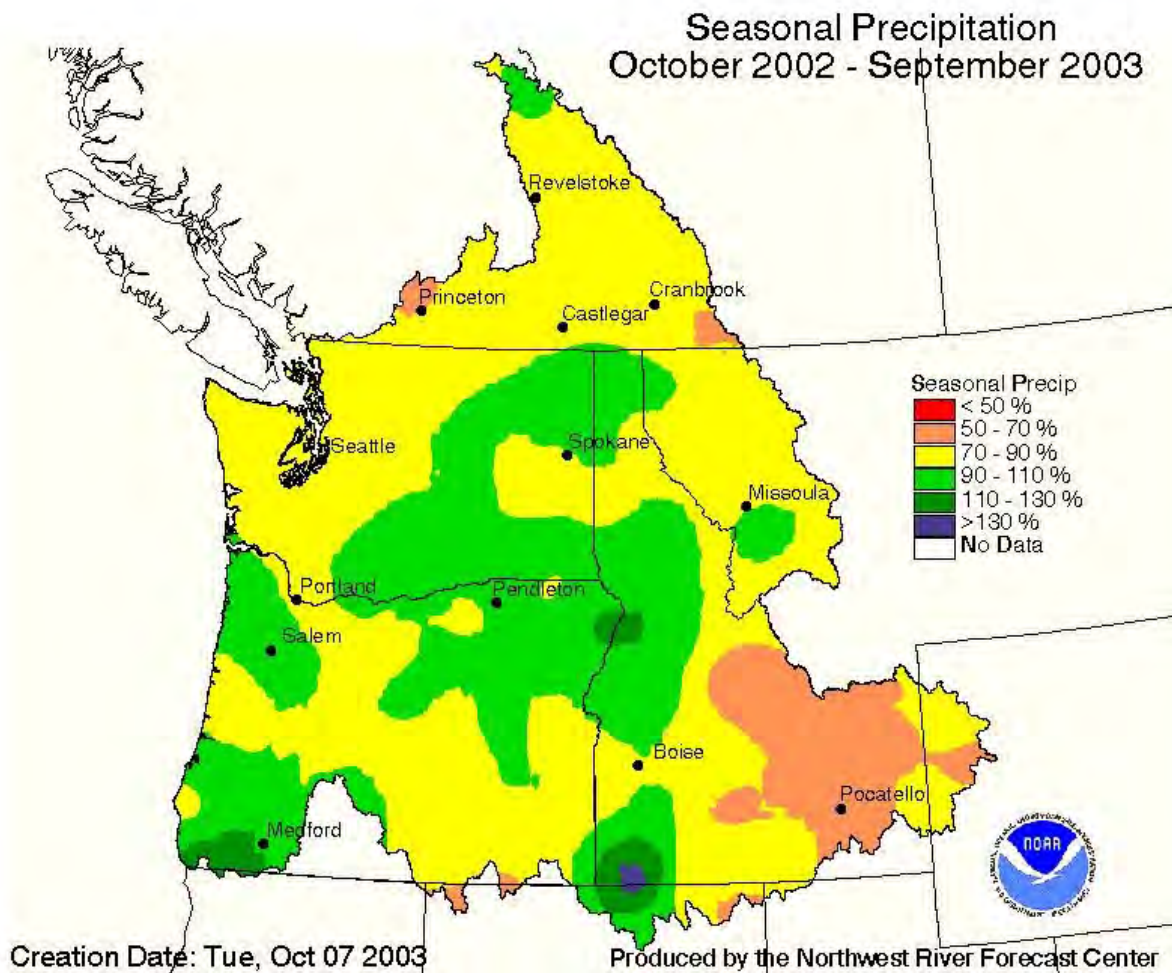 Seasonal Precipitation
October 2002 - September 2003
Revelstoke
Princeton
Cranbrook
Castlegar
Seasonal Precip
< 50 %
50 - 70 %
70 - 90 %
90 - 110 %
110 - 130 %
>130 %
No Data
Seattle
Spokane
Missoula
Portland
Pendleton
Salem
Boise
Pocatello
Medford
NOAA
Creation Date: Tue, Oct 07 2003
Produced by the Northwest River Forecast Center